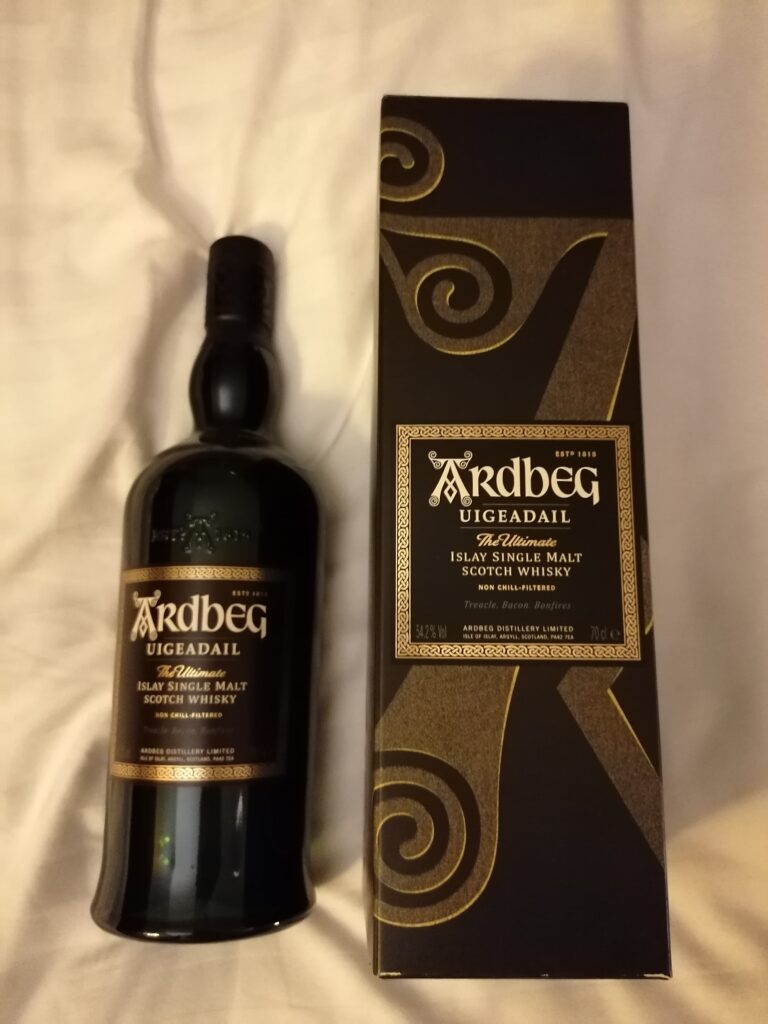 ESTD 1815
ARDBEG
UIGEADAIL
The Ultimate
ISLAY SINGLE MALT
SCOTCH WHISKY
NON CHILL-FILTERED
Treacle. Bacon. Bonfires
ARDBEG DISTILLERY LIMITED
ISLE OF ISLAY, ARGYLL, SCOTLAND, PA42 7EA
ESTD 1815
ARDBEG
UIGEADAIL
The Ultimate
ISLAY SINGLE MALT
SCOTCH WHISKY
NON CHILL-FILTERED
Treacle. Bacon. Bonfires
54.2% Vol
ARDBEG DISTILLERY LIMITED
ISLE OF ISLAY, ARGYLL, SCOTLAND, PA42 7EA
70 cl e